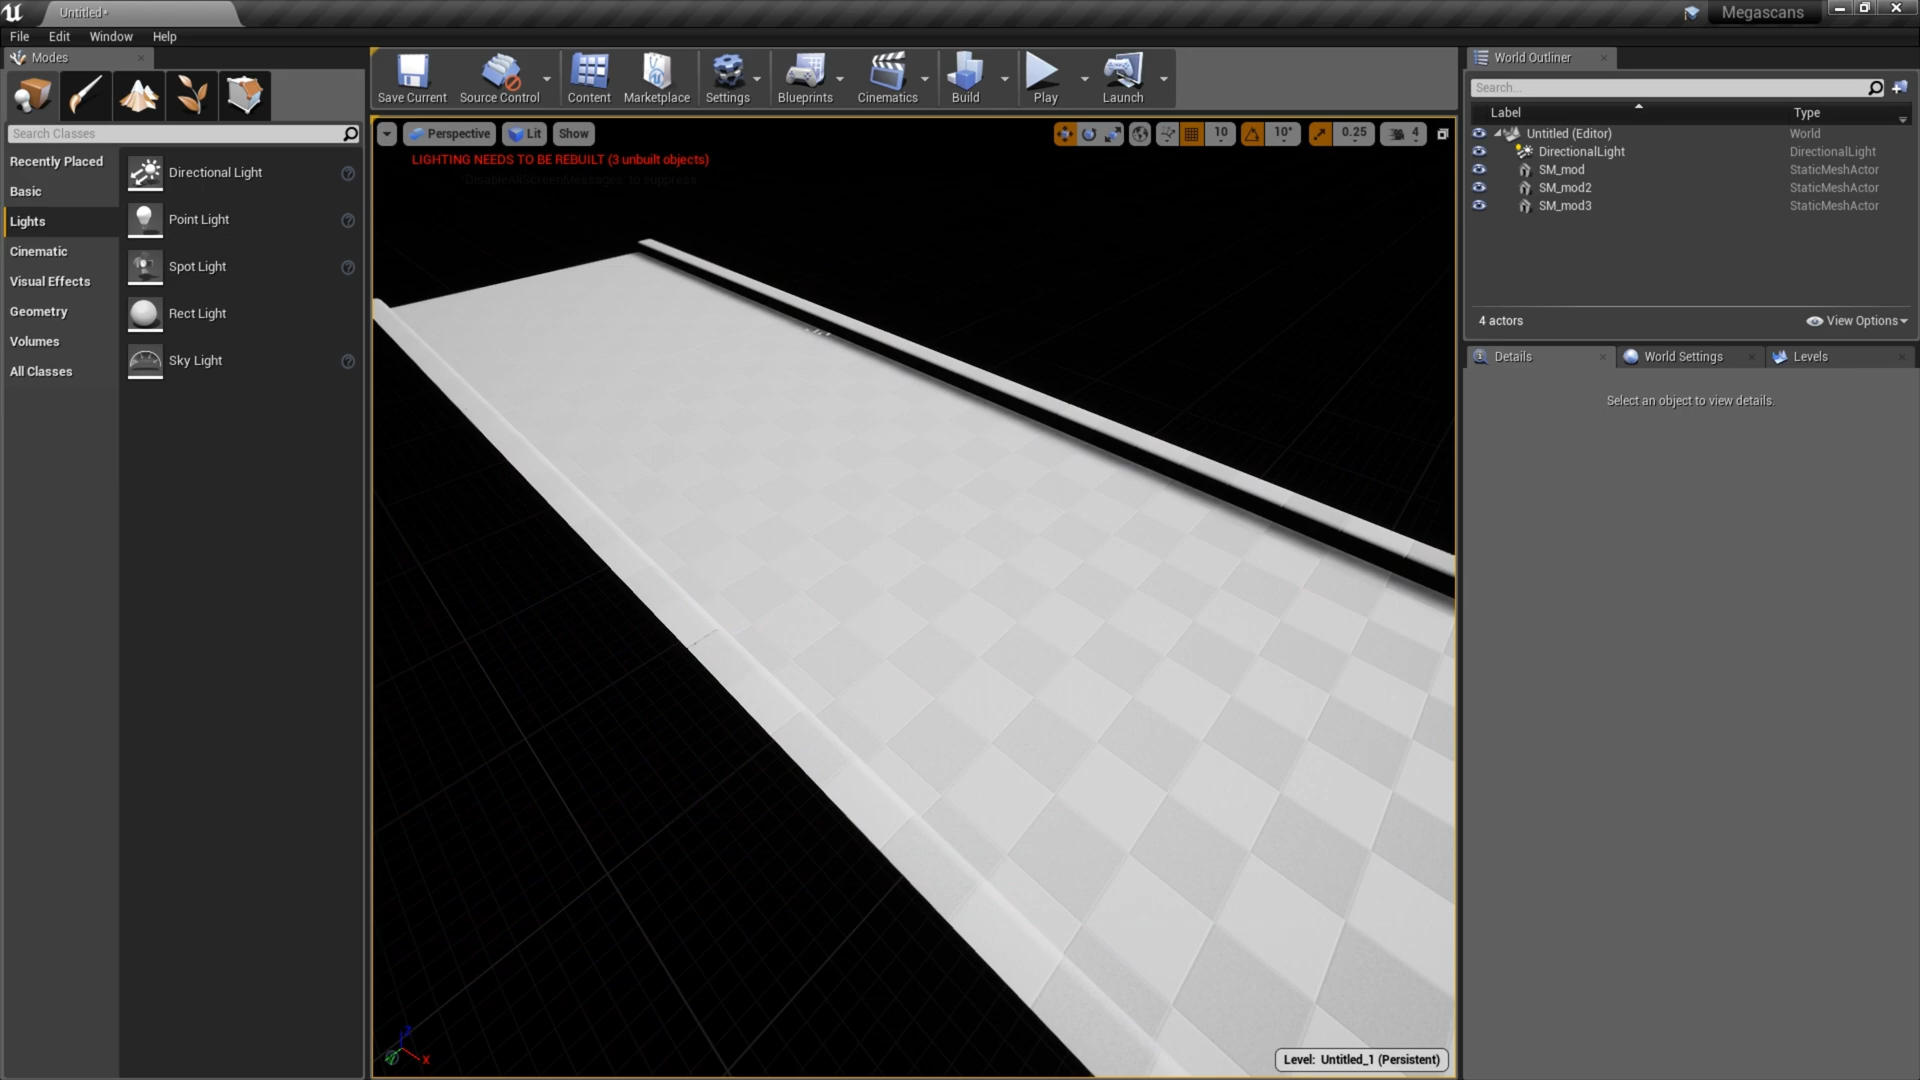 Untitled*
Megascans
File Edit Window Help
Modes
Save Current Source Control Content Marketplace Settings Blueprints Cinematics Build Play Launch
Search Classes
Recently Placed
Basic
Lights
Cinematic
Visual Effects
Geometry
Volumes
All Classes
Directional Light
Point Light
Spot Light
Rect Light
Sky Light
Perspective Lit Show 10 10° 0.25 4
LIGHTING NEEDS TO BE REBUILT (3 unbuilt objects)
'DisableAllScreenMessages' to suppress
Level: Untitled_1 (Persistent)
World Outliner
Search...
Label Type
Untitled (Editor) World
DirectionalLight DirectionalLight
SM_mod StaticMeshActor
SM_mod2 StaticMeshActor
SM_mod3 StaticMeshActor
4 actors View Options
Details World Settings Levels
Select an object to view details.
Z
X